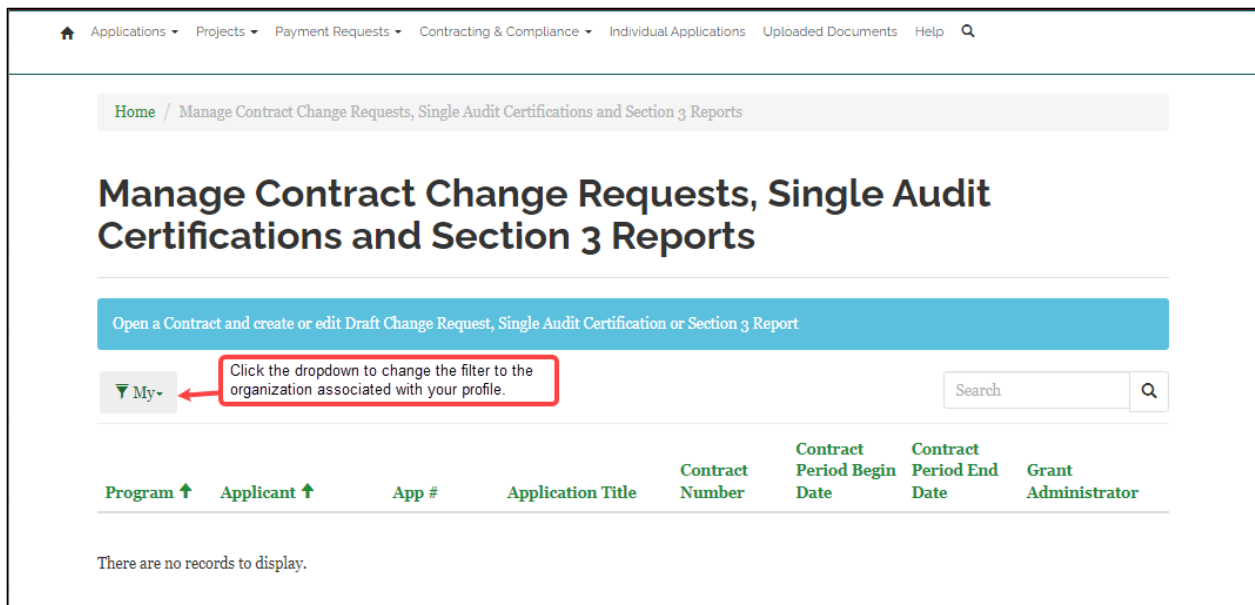 Applications Projects Payment Requests Contracting & Compliance Individual Applications Uploaded Documents Help
Home / Manage Contract Change Requests, Single Audit Certifications and Section 3 Reports
Manage Contract Change Requests, Single Audit
Certifications and Section 3 Reports
Open a Contract and create or edit Draft Change Request, Single Audit Certification or Section 3 Report
My
Click the dropdown to change the filter to the
organization associated with your profile.
Search
Program Applicant App # Application Title Contract Number Contract Period Begin Date Contract Period End Date Grant Administrator
There are no records to display.